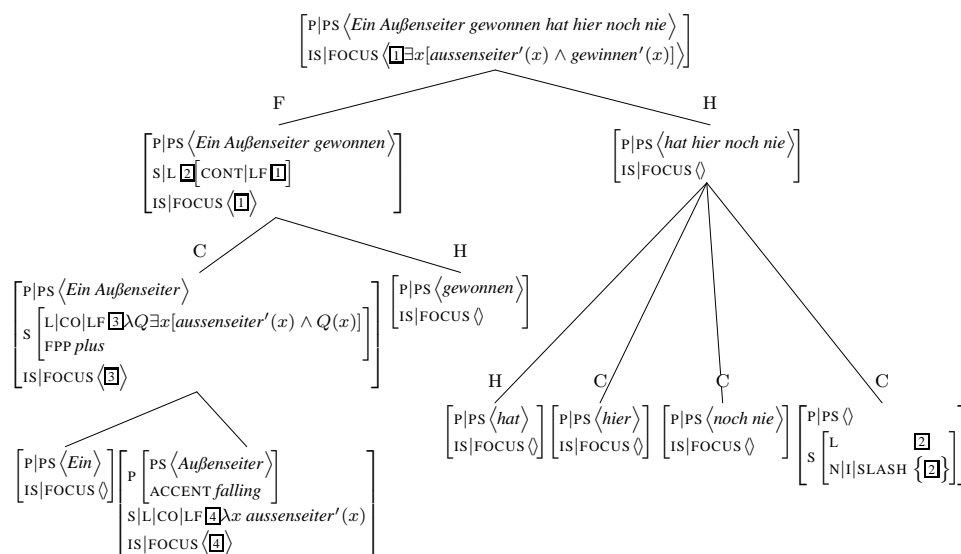 P|PS ⟨Ein Außenseiter gewonnen hat hier noch nie⟩
IS|FOCUS ⟨[1]∃x[aussenseiter′(x) ∧ gewinnen′(x)]⟩
F
H
P|PS ⟨Ein Außenseiter gewonnen⟩
S|L [2][CONT|LF [1]]
IS|FOCUS ⟨[1]⟩
P|PS ⟨hat hier noch nie⟩
IS|FOCUS ⟨⟩
C
H
P|PS ⟨Ein Außenseiter⟩
S [L|CO|LF [3]λQ∃x[aussenseiter′(x) ∧ Q(x)]
FPP plus]
IS|FOCUS ⟨[3]⟩
P|PS ⟨gewonnen⟩
IS|FOCUS ⟨⟩
H
C
C
C
P|PS ⟨hat⟩
IS|FOCUS ⟨⟩
P|PS ⟨hier⟩
IS|FOCUS ⟨⟩
P|PS ⟨noch nie⟩
IS|FOCUS ⟨⟩
P|PS ⟨⟩
S [L [2]
N|I|SLASH {[2]}]
P|PS ⟨Ein⟩
IS|FOCUS ⟨⟩
P [PS ⟨Außenseiter⟩
ACCENT falling]
S|L|CO|LF [4]λx aussenseiter′(x)
IS|FOCUS ⟨[4]⟩